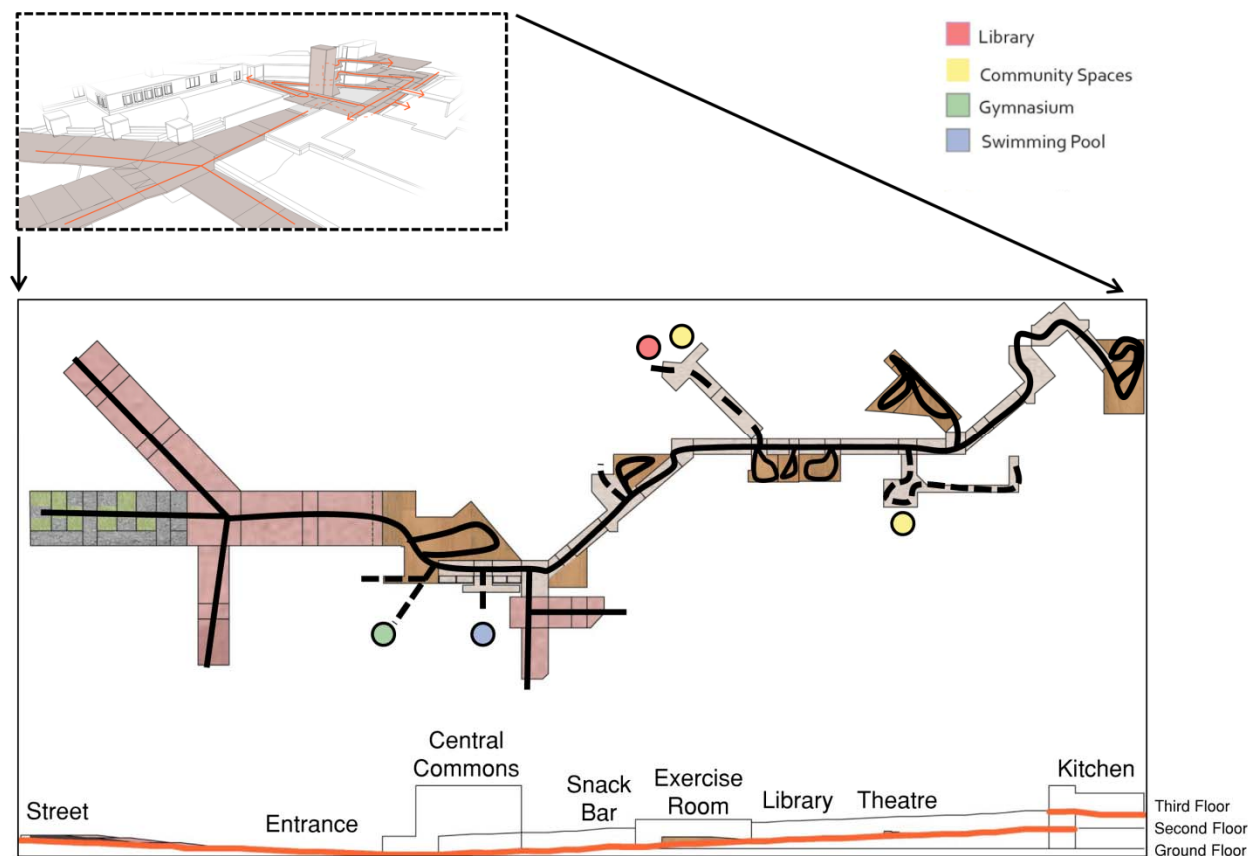 Library
Community Spaces
Gymnasium
Swimming Pool
Central
Commons
Snack
Bar
Exercise
Room
Kitchen
Street
Entrance
Library
Theatre
Third Floor
Second Floor
Ground Floor